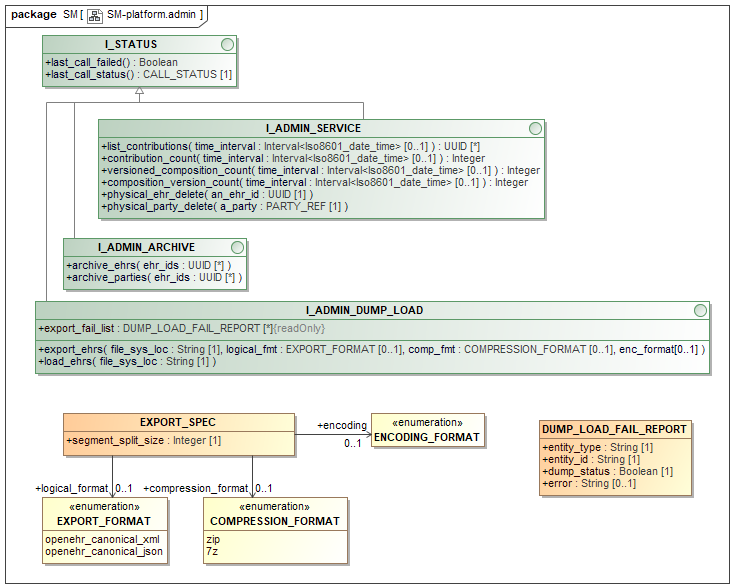 package SM [ SM-platform.admin ]
I_STATUS
+last_call_failed() : Boolean
+last_call_status() : CALL_STATUS [1]
I_ADMIN_SERVICE
+list_contributions( time_interval : Interval<Iso8601_date_time> [0..1] ) : UUID [*]
+contribution_count( time_interval : Interval<Iso8601_date_time> [0..1] ) : Integer
+versioned_composition_count( time_interval : Interval<Iso8601_date_time> [0..1] ) : Integer
+composition_version_count( time_interval : Interval<Iso8601_date_time> [0..1] ) : Integer
+physical_ehr_delete( an_ehr_id : UUID [1] )
+physical_party_delete( a_party : PARTY_REF [1] )
I_ADMIN_ARCHIVE
+archive_ehrs( ehr_ids : UUID [*] )
+archive_parties( ehr_ids : UUID [*] )
I_ADMIN_DUMP_LOAD
+export_fail_list : DUMP_LOAD_FAIL_REPORT [*]{readOnly}
+export_ehrs( file_sys_loc : String [1], logical_fmt : EXPORT_FORMAT [0..1], comp_fmt : COMPRESSION_FORMAT [0..1], enc_format[0..1] )
+load_ehrs( file_sys_loc : String [1] )
EXPORT_SPEC
+segment_split_size : Integer [1]
+encoding
0..1
«enumeration»
ENCODING_FORMAT
DUMP_LOAD_FAIL_REPORT
+entity_type : String [1]
+entity_id : String [1]
+dump_status : Boolean [1]
+error : String [0..1]
+logical_format 0..1
+compression_format 0..1
«enumeration»
EXPORT_FORMAT
openehr_canonical_xml
openehr_canonical_json
«enumeration»
COMPRESSION_FORMAT
zip
7z